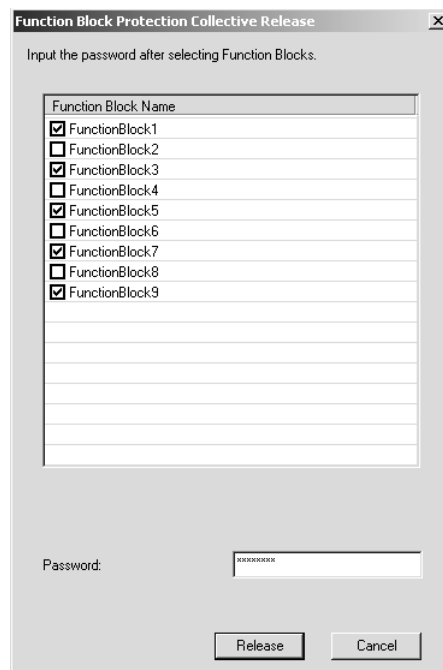 Function Block Protection Collective Release
Input the password after selecting Function Blocks.
Function Block Name
FunctionBlock1
FunctionBlock2
FunctionBlock3
FunctionBlock4
FunctionBlock5
FunctionBlock6
FunctionBlock7
FunctionBlock8
FunctionBlock9
Password: ********
Release Cancel